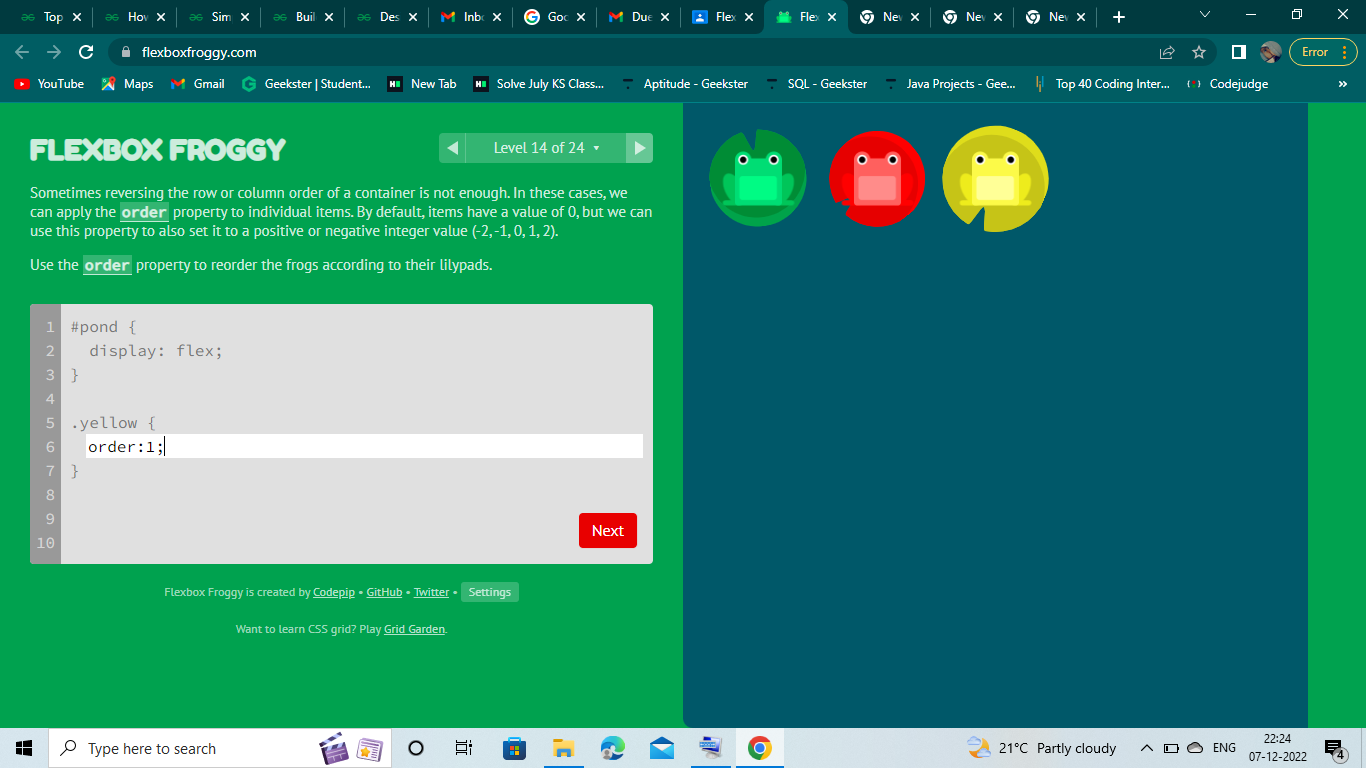 Top
How
Sim
Buil
Des
Inbo
Goo
Due
Flex
Flex
New
New
New
flexboxfroggy.com
Error
YouTube
Maps
Gmail
Geekster | Student...
New Tab
Solve July KS Class...
Aptitude - Geekster
SQL - Geekster
Java Projects - Gee...
Top 40 Coding Inter...
Codejudge
»
FLEXBOX FROGGY
Level 14 of 24
Sometimes reversing the row or column order of a container is not enough. In these cases, we
can apply the order property to individual items. By default, items have a value of 0, but we can
use this property to also set it to a positive or negative integer value (-2, -1, 0, 1, 2).
Use the order property to reorder the frogs according to their lilypads.
1 #pond {
2 display: flex;
3 }
4
5 .yellow {
6 order:1;
7 }
8
9
10
Next
Flexbox Froggy is created by Codepip • GitHub • Twitter • Settings
Want to learn CSS grid? Play Grid Garden.
Type here to search
21°C Partly cloudy
ENG
22:24
07-12-2022
4